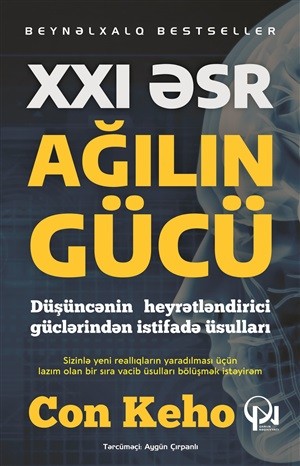 BEYNƏLXALQ BESTSELLER
XXI ƏSR
AĞILIN
GÜCÜ
Düşüncənin heyrətləndirici
güclərindən istifadə üsulları
Sizinlə yeni reallıqların yaradılması üçün
lazım olan bir sıra vacib üsulları bölüşmək istəyirəm
Con Keho
Tərcüməçi: Aygün Çırpanlı